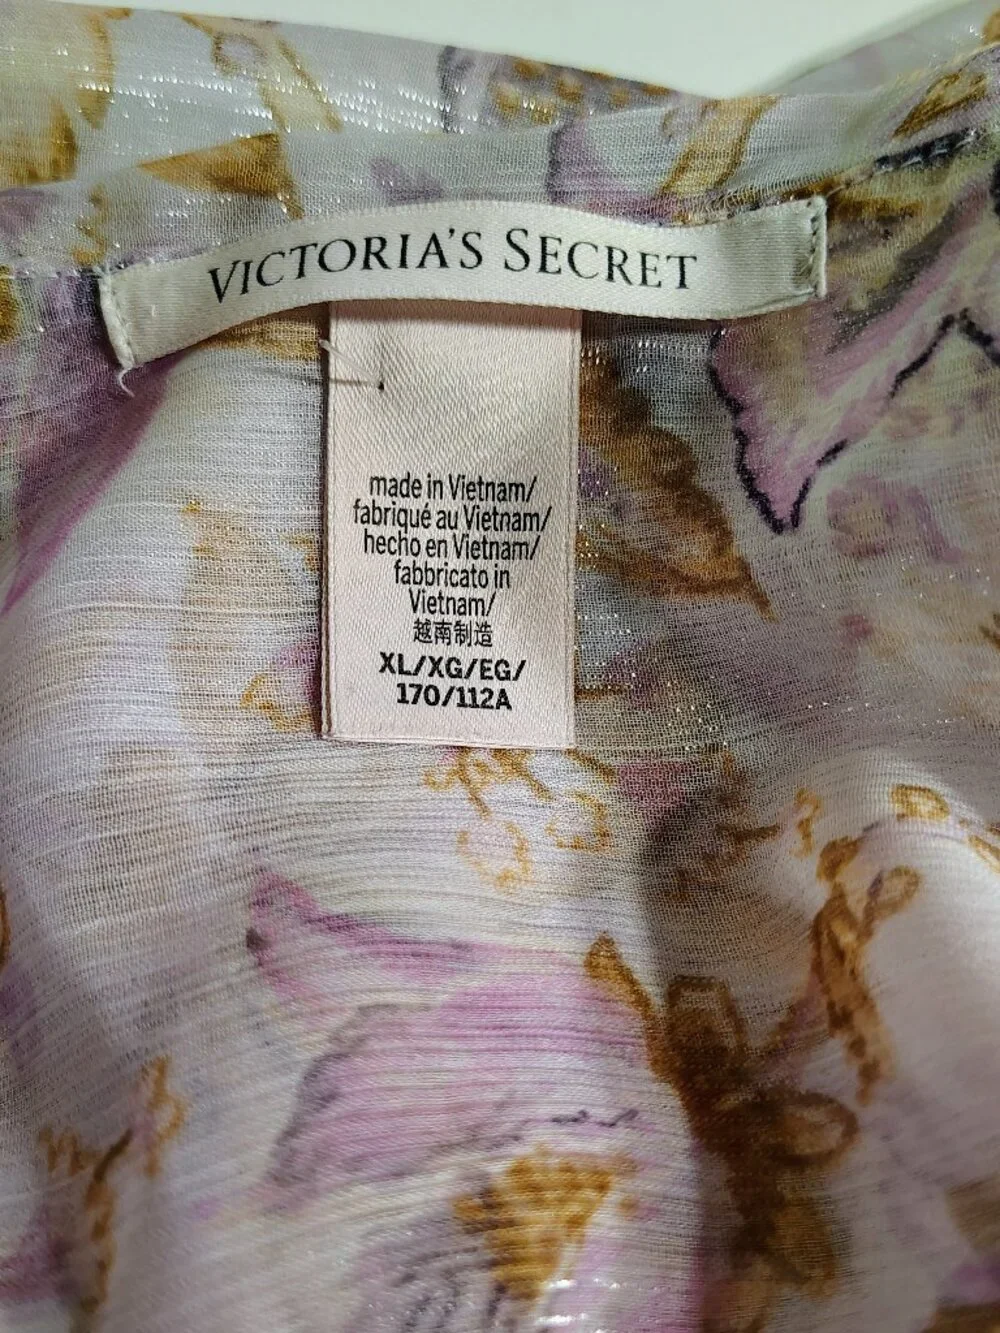 VICTORIA'S SECRET
made in Vietnam/
fabriqué au Vietnam/
hecho en Vietnam/
fabbricato in
Vietnam/
越南制造
XL/XG/EG/
170/112A